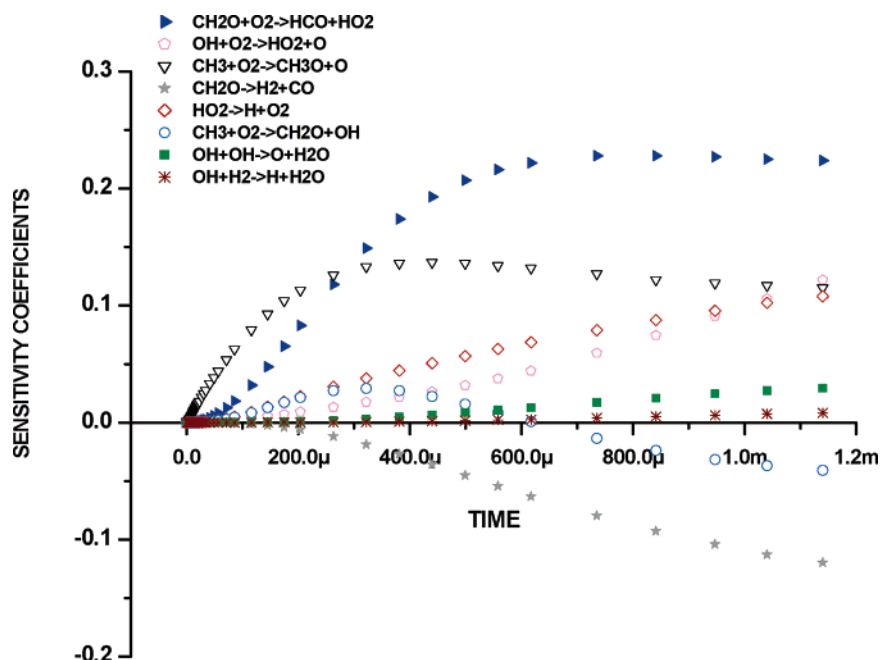 CH2O+O2->HCO+HO2
OH+O2->HO2+O
CH3+O2->CH3O+O
CH2O->H2+CO
HO2->H+O2
CH3+O2->CH2O+OH
OH+OH->O+H2O
OH+H2->H+H2O
0.3
0.2
0.1
0.0
-0.1
-0.2
SENSITIVITY COEFFICIENTS
0.0
200.0µ
400.0µ
600.0µ
800.0µ
1.0m
1.2m
TIME